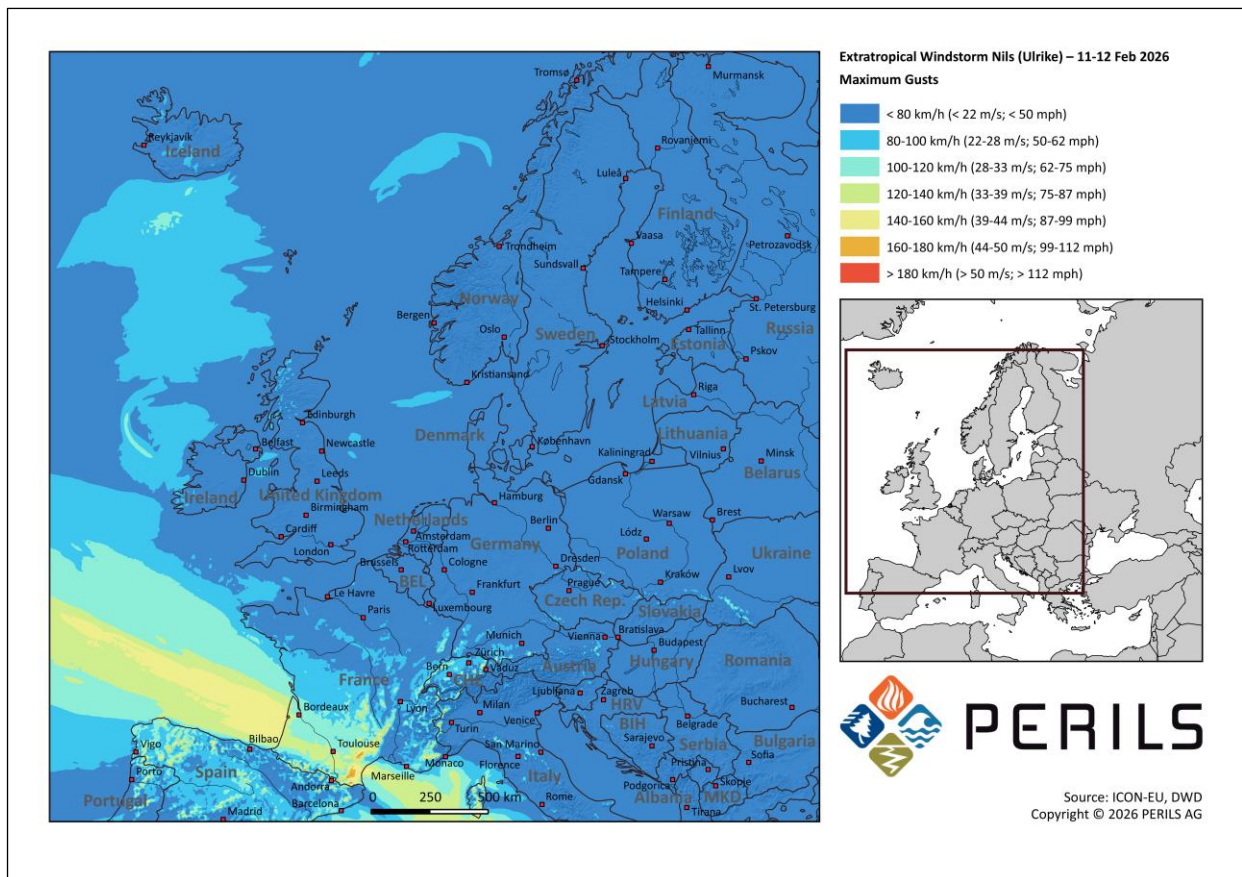 Extratropical Windstorm Nils (Ulrike) – 11-12 Feb 2026
Maximum Gusts
< 80 km/h (< 22 m/s; < 50 mph)
80-100 km/h (22-28 m/s; 50-62 mph)
100-120 km/h (28-33 m/s; 62-75 mph)
120-140 km/h (33-39 m/s; 75-87 mph)
140-160 km/h (39-44 m/s; 87-99 mph)
160-180 km/h (44-50 m/s; 99-112 mph)
> 180 km/h (> 50 m/s; > 112 mph)
Tromsø
Murmansk
Reykjavík
Iceland
Rovaniemi
Luleå
Finland
Vaasa
Petrozavodsk
Trondheim
Sundsvall
Tampere
Norway
Helsinki
St. Petersburg
Bergen
Oslo
Sweden
Tallinn
Russia
Stockholm
Estonia
Pskov
Kristiansand
Riga
Latvia
Edinburgh
Denmark
København
Lithuania
Belfast
Newcastle
Kaliningrad
Vilnius
Minsk
Dublin
Leeds
Gdansk
Belarus
Ireland
United Kingdom
Hamburg
Birmingham
Netherlands
Berlin
Warsaw
Brest
Cardiff
Amsterdam
Łódz
London
Rotterdam
Germany
Poland
Ukraine
Brussels
Cologne
Dresden
BEL
Frankfurt
Prague
Kraków
Lvov
Le Havre
Luxembourg
Czech Rep.
Paris
Slovakia
Munich
Vienna
Bratislava
Zürich
Budapest
Bern
Vaduz
Austria
Hungary
Romania
France
CHE
Ljubljana
Zagreb
Bordeaux
Lyon
Milan
HRV
Bucharest
Venice
Turin
BIH
Belgrade
Vigo
Bilbao
Toulouse
San Marino
Sarajevo
Serbia
Bulgaria
Marseille
Monaco
Florence
Pristina
Sofia
Porto
Spain
Andorra
Italy
Podgorica
Skopje
Portugal
Barcelona
0 250 500 km
Rome
Albania
MKD
Madrid
Tirana
PERILS
Source: ICON-EU, DWD
Copyright © 2026 PERILS AG